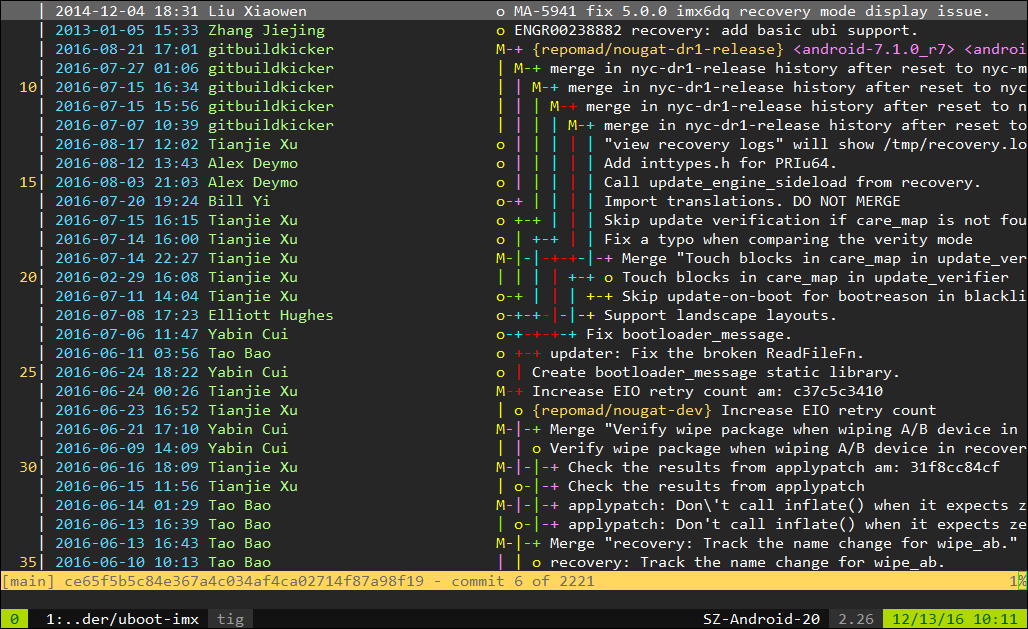 2014-12-04 18:31 Liu Xiaowen o MA-5941 fix 5.0.0 imx6dq recovery mode display issue.
2013-01-05 15:33 Zhang Jiejing o ENGR00238882 recovery: add basic ubi support.
2016-08-21 17:01 gitbuildkicker M-+ {repomad/nougat-dr1-release} <android-7.1.0_r7> <androi
2016-07-27 01:06 gitbuildkicker | M-+ merge in nyc-dr1-release history after reset to nyc-m
10| 2016-07-15 16:34 gitbuildkicker | | M-+ merge in nyc-dr1-release history after reset to nyc
2016-07-15 15:56 gitbuildkicker | | | M-+ merge in nyc-dr1-release history after reset to n
2016-07-07 10:39 gitbuildkicker | | | | M-+ merge in nyc-dr1-release history after reset to
2016-08-17 12:02 Tianjie Xu o | | | | | "view recovery logs" will show /tmp/recovery.lo
2016-08-12 13:43 Alex Deymo o | | | | | Add inttypes.h for PRIu64.
15| 2016-08-03 21:03 Alex Deymo o | | | | | Call update_engine_sideload from recovery.
2016-07-20 19:24 Bill Yi o-+ | | | | Import translations. DO NOT MERGE
2016-07-15 16:15 Tianjie Xu o +-+ | | | Skip update verification if care_map is not fou
2016-07-14 16:00 Tianjie Xu o | +-+ | | Fix a typo when comparing the verity mode
2016-07-14 22:27 Tianjie Xu M-|-|-+-+-|-+ Merge "Touch blocks in care_map in update_ver
20| 2016-02-29 16:08 Tianjie Xu | | | | +-+ o Touch blocks in care_map in update_verifier
2016-07-11 14:04 Tianjie Xu o-+ | | | +-+ Skip update-on-boot for bootreason in blackli
2016-07-08 17:23 Elliott Hughes o-+-+-|-|-+ Support landscape layouts.
2016-07-06 11:47 Yabin Cui o-+-+-+-+ Fix bootloader_message.
2016-06-11 03:56 Tao Bao o +-+ updater: Fix the broken ReadFileFn.
25| 2016-06-24 18:22 Yabin Cui o | Create bootloader_message static library.
2016-06-24 00:26 Tianjie Xu M-+ Increase EIO retry count am: c37c5c3410
2016-06-23 16:52 Tianjie Xu | o {repomad/nougat-dev} Increase EIO retry count
2016-06-21 17:10 Yabin Cui M-|-+ Merge "Verify wipe package when wiping A/B device in
2016-06-09 14:09 Yabin Cui | | o Verify wipe package when wiping A/B device in recover
30| 2016-06-16 18:09 Tianjie Xu M-|-|-+ Check the results from applypatch am: 31f8cc84cf
2016-06-15 11:56 Tianjie Xu | o-|-+ Check the results from applypatch
2016-06-14 01:29 Tao Bao M-|-|-+ applypatch: Don\'t call inflate() when it expects z
2016-06-13 16:39 Tao Bao | o-|-+ applypatch: Don't call inflate() when it expects ze
2016-06-13 16:43 Tao Bao M-|-+ Merge "recovery: Track the name change for wipe_ab."
35| 2016-06-10 10:13 Tao Bao | | o recovery: Track the name change for wipe_ab.
[main] ce65f5b5c84e367a4c034af4ca02714f87a98f19 - commit 6 of 2221 1%
0 1:..der/uboot-imx tig SZ-Android-20 2.26 12/13/16 10:11